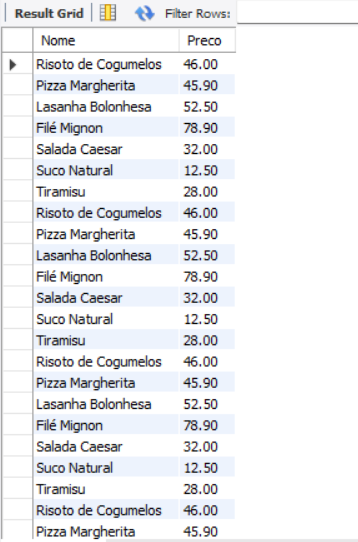 Result Grid Filter Rows:
Nome Preco
Risoto de Cogumelos 46.00
Pizza Margherita 45.90
Lasanha Bolonhesa 52.50
Filé Mignon 78.90
Salada Caesar 32.00
Suco Natural 12.50
Tiramisu 28.00
Risoto de Cogumelos 46.00
Pizza Margherita 45.90
Lasanha Bolonhesa 52.50
Filé Mignon 78.90
Salada Caesar 32.00
Suco Natural 12.50
Tiramisu 28.00
Risoto de Cogumelos 46.00
Pizza Margherita 45.90
Lasanha Bolonhesa 52.50
Filé Mignon 78.90
Salada Caesar 32.00
Suco Natural 12.50
Tiramisu 28.00
Risoto de Cogumelos 46.00
Pizza Margherita 45.90